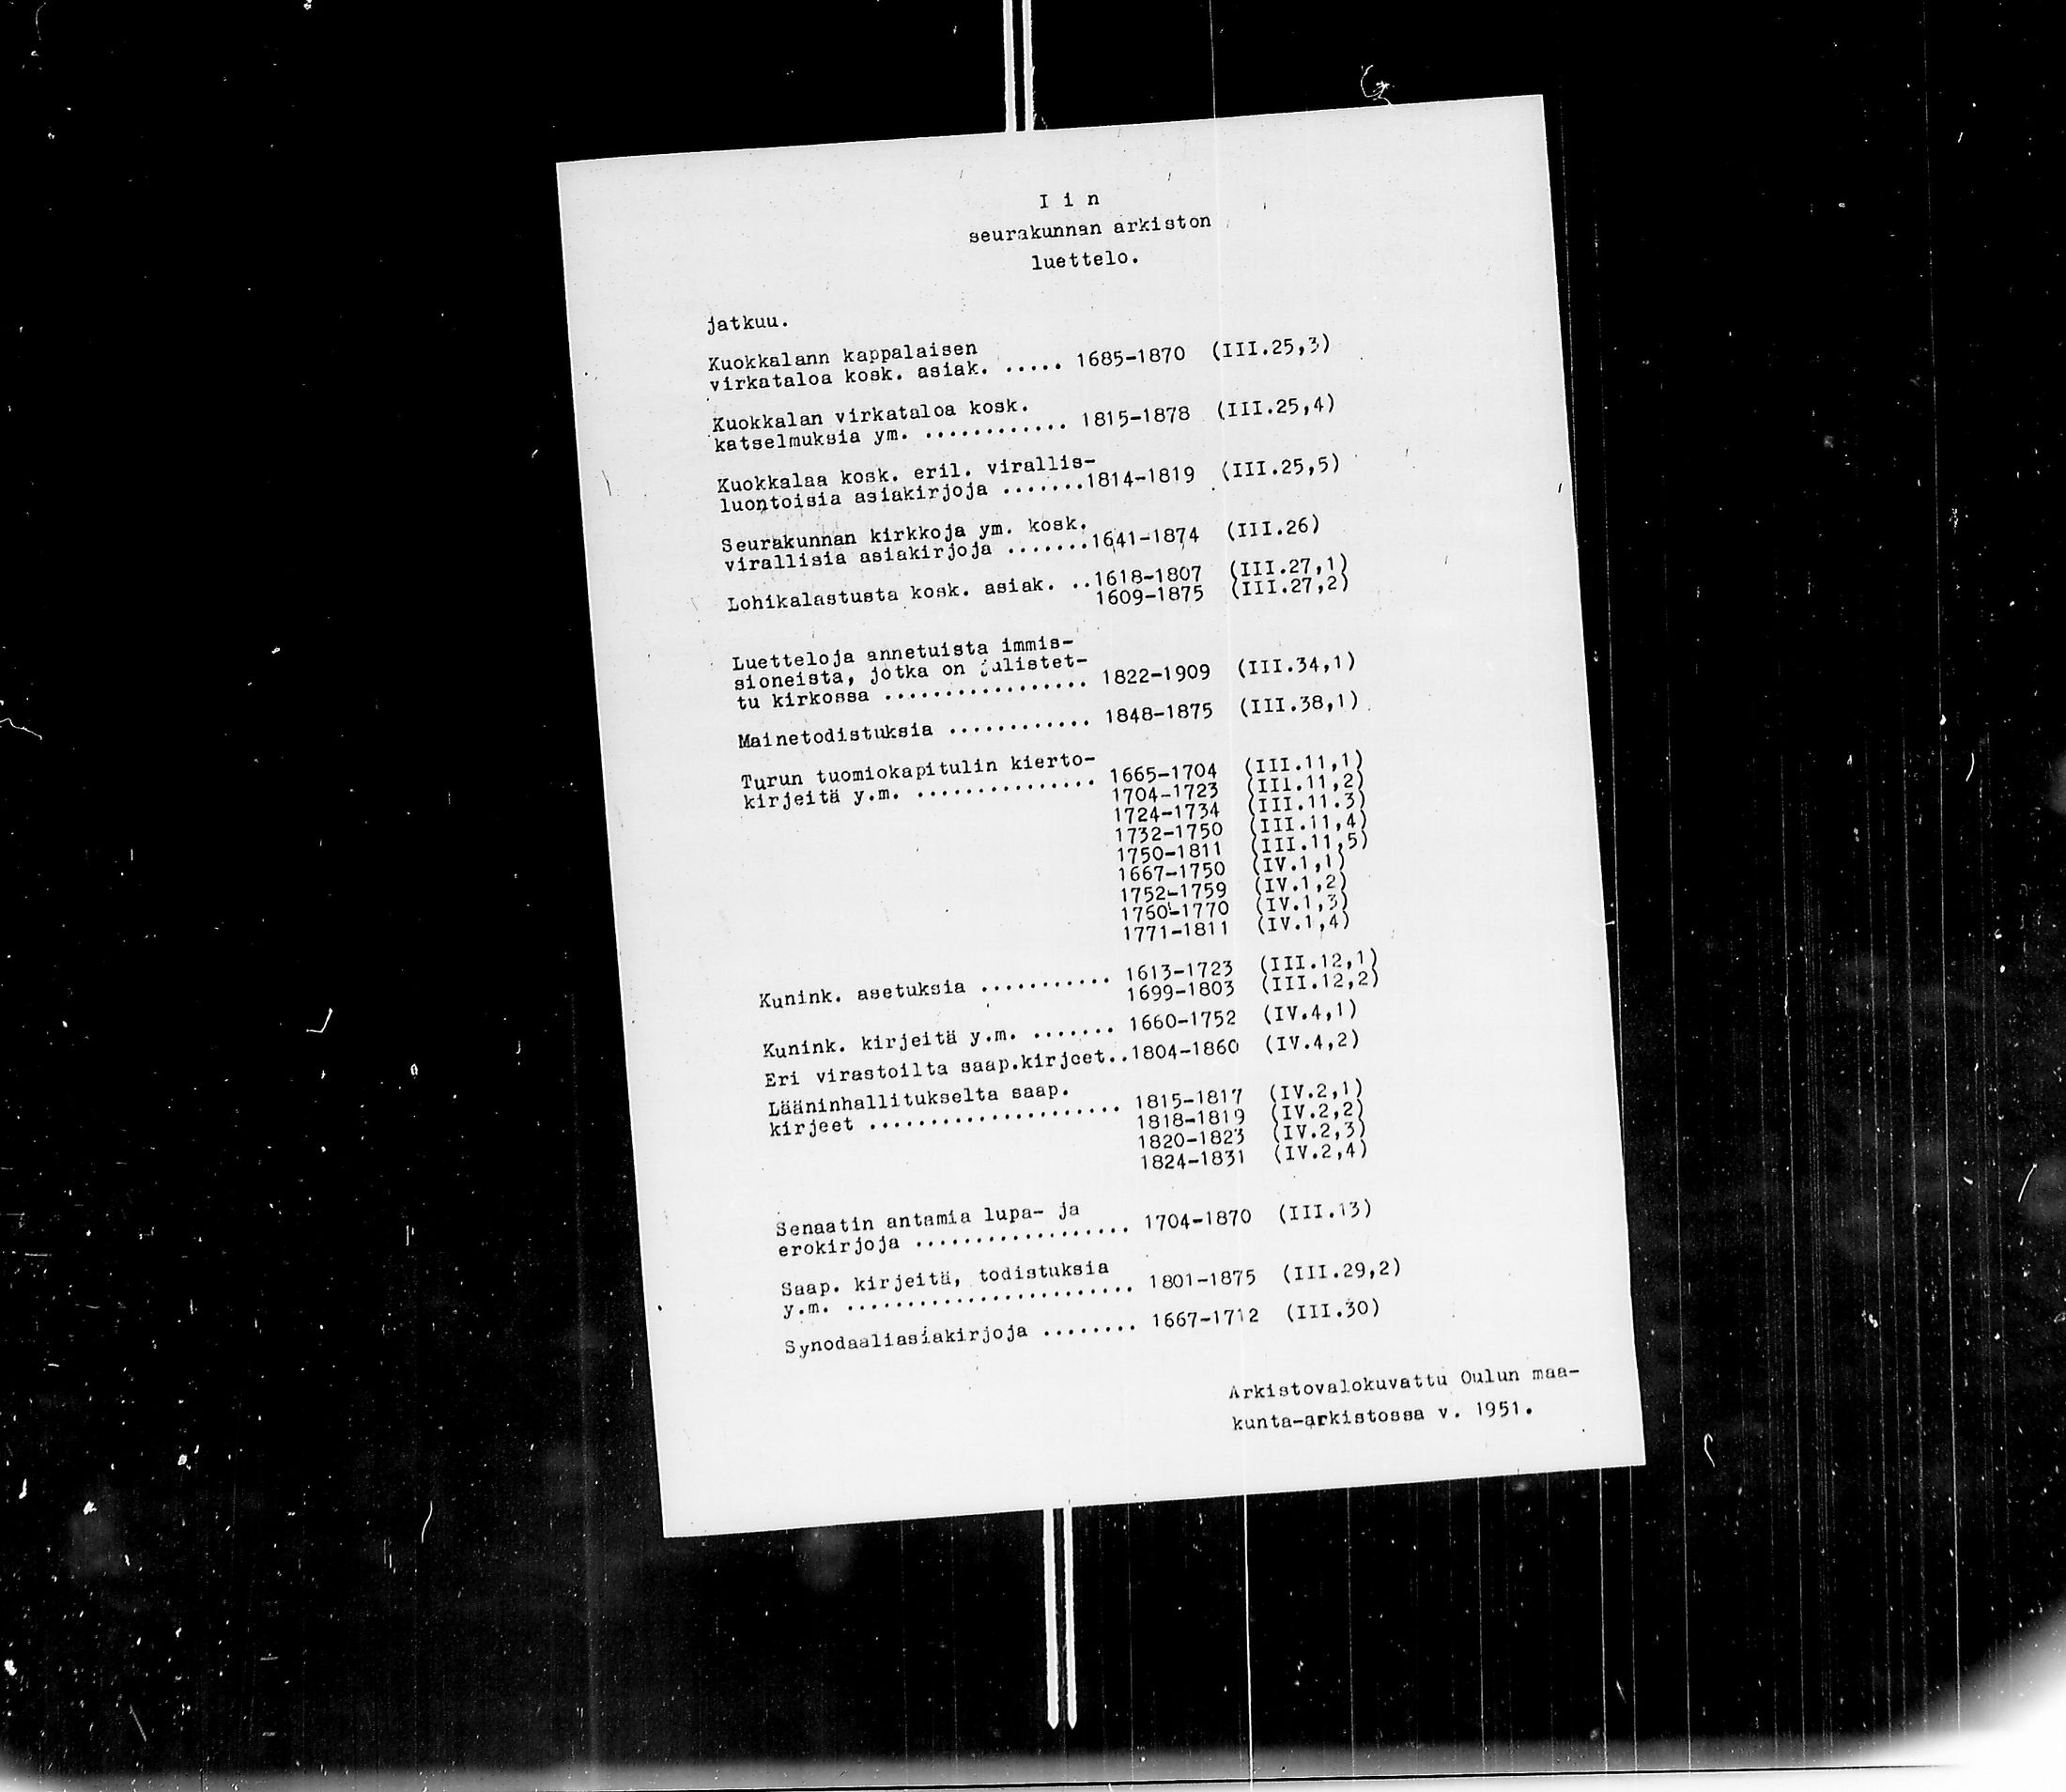 I i n
seurakunnan arkiston
luettelo.
jatkuu.
Kuokkalann kappalaisen
virkataloa kosk. asiak. ..... 1685-1870 (III.25,3)
Kuokkalan virkataloa kosk.
katselmuksia ym. ............ 1815-1878 (III.25,4)
Kuokkalaa kosk. eril. virallis-
luontoisia asiakirjoja .......1814-1819 (III.25,5)
Seurakunnan kirkkoja ym. kosk.
virallisia asiakirjoja .......1641-1874 (III.26)
Lohikalastusta kosk. asiak. ..1618-1807 (III.27,1)
1609-1875 (III.27,2)
Luetteloja annetuista immis-
sioneista, jotka on julistet-
tu kirkossa ................. 1822-1909 (III.34,1)
Mainetodistuksia ............ 1848-1875 (III.38,1)
Turun tuomiokapitulin kierto-
kirjeitä y.m. ............... 1665-1704 (III.11,1)
1704-1723 (III.11,2)
1724-1734 (III.11.3)
1732-1750 (III.11,4)
1750-1811 (III.11,5)
1667-1750 (IV.1,1)
1752-1759 (IV.1,2)
1760-1770 (IV.1,3)
1771-1811 (IV.1,4)
Kunink. asetuksia ........... 1613-1723 (III.12,1)
1699-1803 (III.12,2)
Kunink. kirjeitä y.m. ....... 1660-1752 (IV.4,1)
Eri virastoilta saap.kirjeet..1804-1860 (IV.4,2)
Lääninhallitukselta saap.
kirjeet ..................... 1815-1817 (IV.2,1)
1818-1819 (IV.2,2)
1820-1823 (IV.2,3)
1824-1831 (IV.2,4)
Senaatin antamia lupa- ja
erokirjoja .................. 1704-1870 (III.13)
Saap. kirjeitä, todistuksia
y.m. ........................ 1801-1875 (III.29,2)
Synodaaliasiakirjoja ........ 1667-1712 (III.30)
Arkistovalokuvattu Oulun maa-
kunta-arkistossa v. 1951.